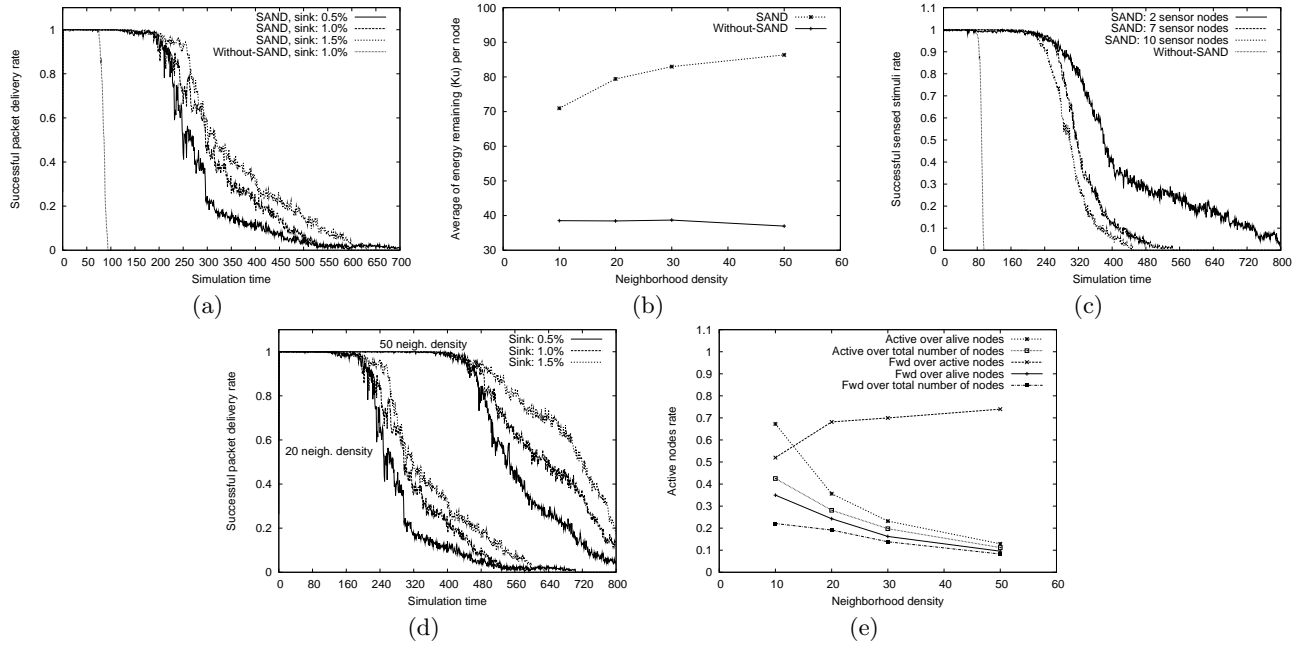 SAND, sink: 0.5%
SAND, sink: 1.0%
SAND, sink: 1.5%
Without-SAND, sink: 1.0%
Successful packet delivery rate
1
0.8
0.6
0.4
0.2
0
0 50 100 150 200 250 300 350 400 450 500 550 600 650 700
Simulation time
(a)
SAND
Without-SAND
Average of energy remaining (Ku) per node
100
90
80
70
60
50
40
30
0 10 20 30 40 50 60
Neighborhood density
(b)
SAND: 2 sensor nodes
SAND: 7 sensor nodes
SAND: 10 sensor nodes
Without-SAND
Successful sensed stimuli rate
1.1
1
0.9
0.8
0.7
0.6
0.5
0.4
0.3
0.2
0.1
0
0 80 160 240 320 400 480 560 640 720 800
Simulation time
(c)
50 neigh. density
Sink: 0.5%
Sink: 1.0%
Sink: 1.5%
20 neigh. density
Successful packet delivery rate
1
0.8
0.6
0.4
0.2
0
0 80 160 240 320 400 480 560 640 720 800
Simulation time
(d)
Active over alive nodes
Active over total number of nodes
Fwd over active nodes
Fwd over alive nodes
Fwd over total number of nodes
Active nodes rate
1.1
1
0.9
0.8
0.7
0.6
0.5
0.4
0.3
0.2
0.1
0
0 10 20 30 40 50 60
Neighborhood density
(e)